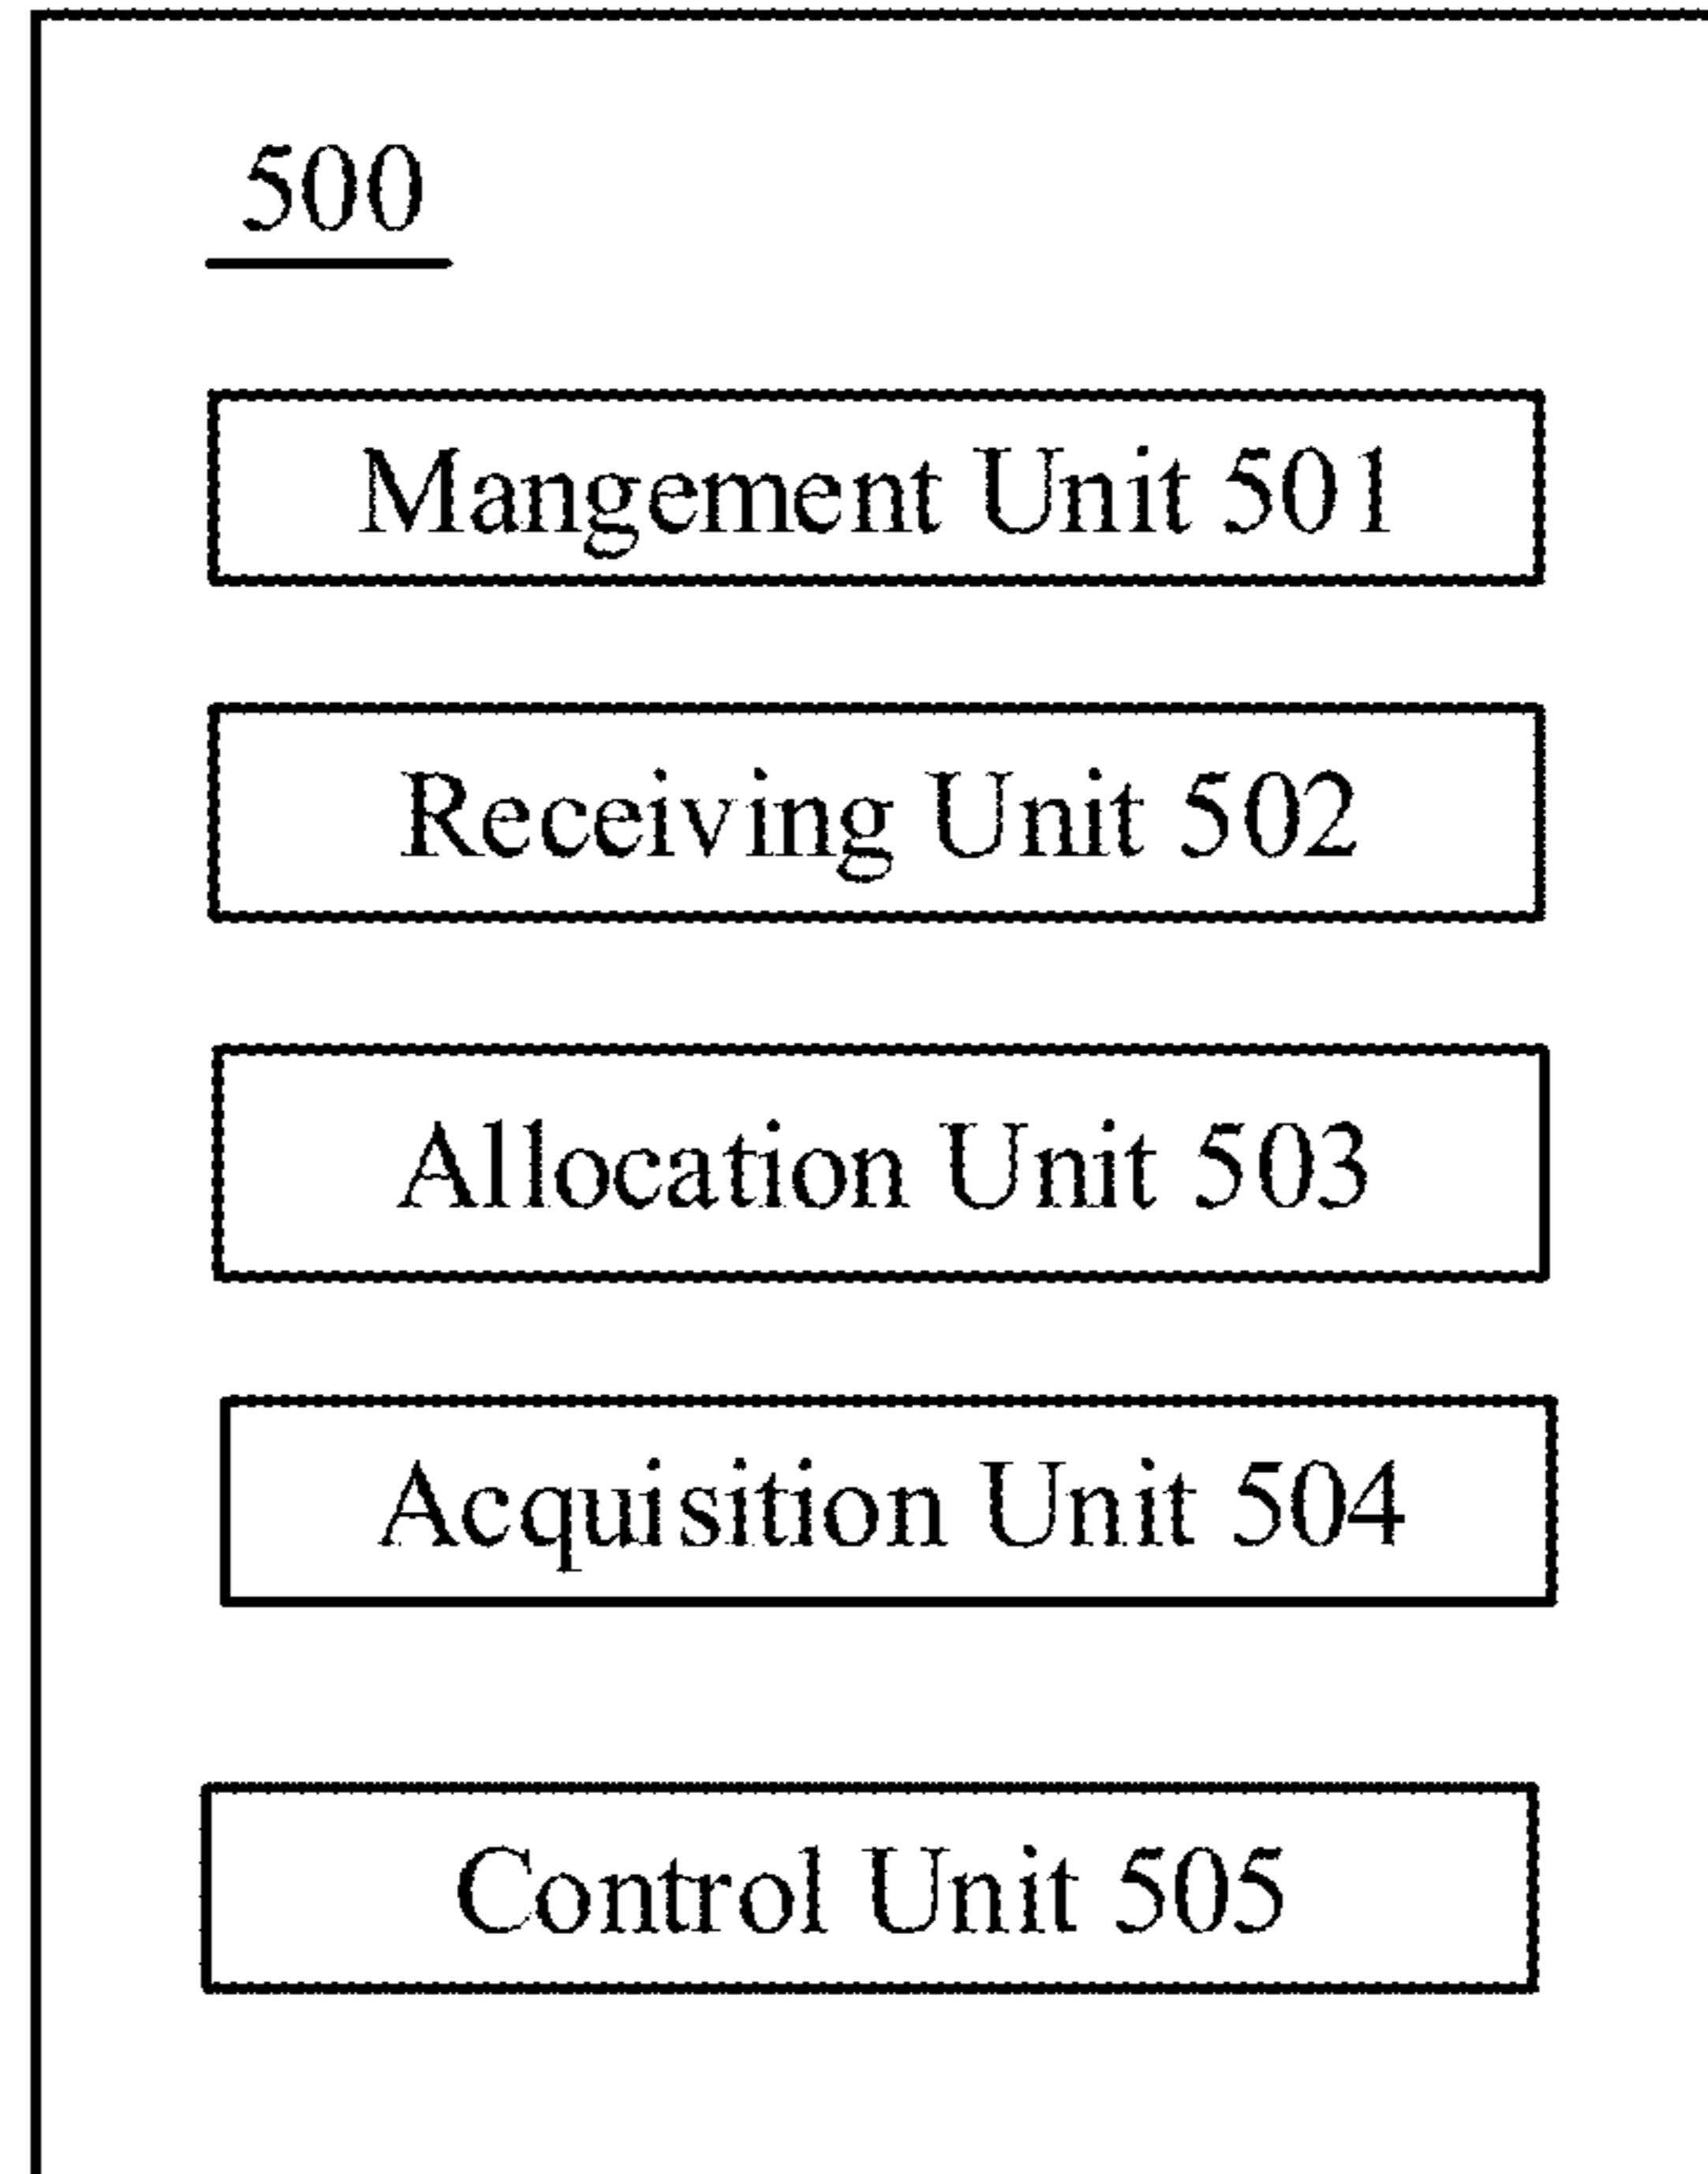 500
Mangement Unit 501
Receiving Unit 502
Allocation Unit 503
Acquisition Unit 504
Control Unit 505